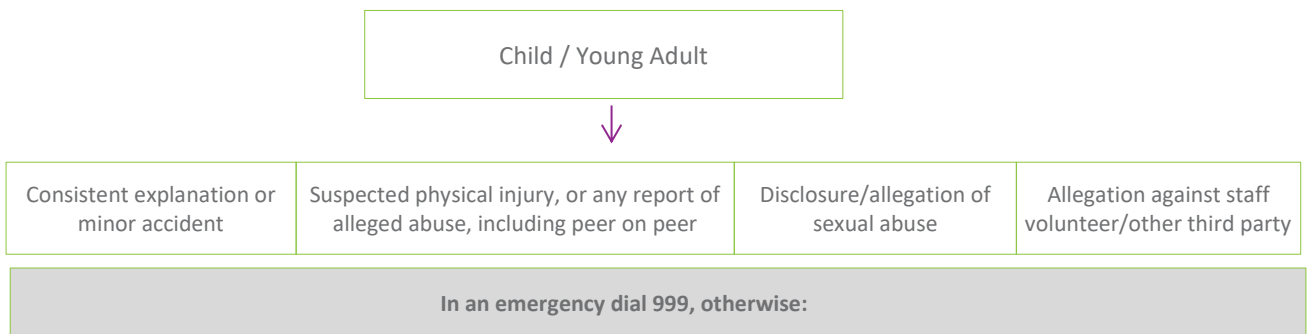 Child / Young Adult
Consistent explanation or
minor accident
Suspected physical injury, or any report of
alleged abuse, including peer on peer
Disclosure/allegation of
sexual abuse
Allegation against staff
volunteer/other third party
In an emergency dial 999, otherwise: